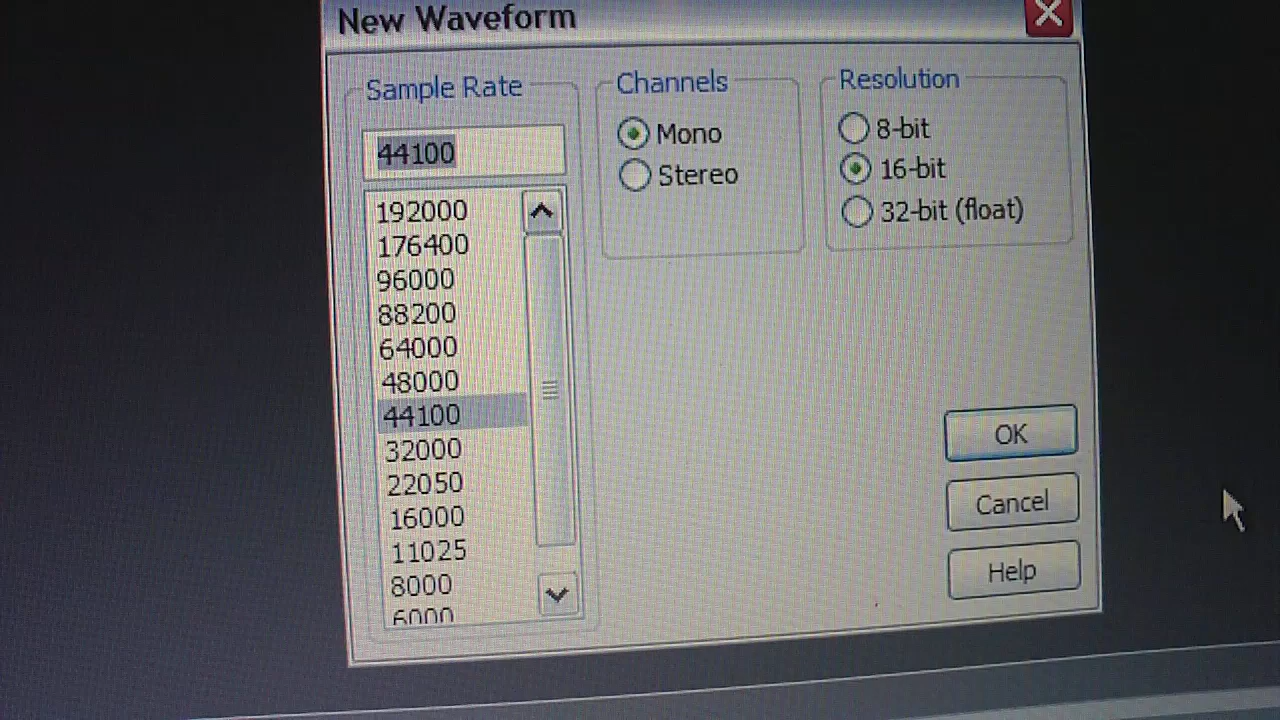 New Waveform
Sample Rate
44100
192000
176400
96000
88200
64000
48000
44100
32000
22050
16000
11025
8000
6000
Channels
Mono
Stereo
Resolution
8-bit
16-bit
32-bit (float)
OK
Cancel
Help